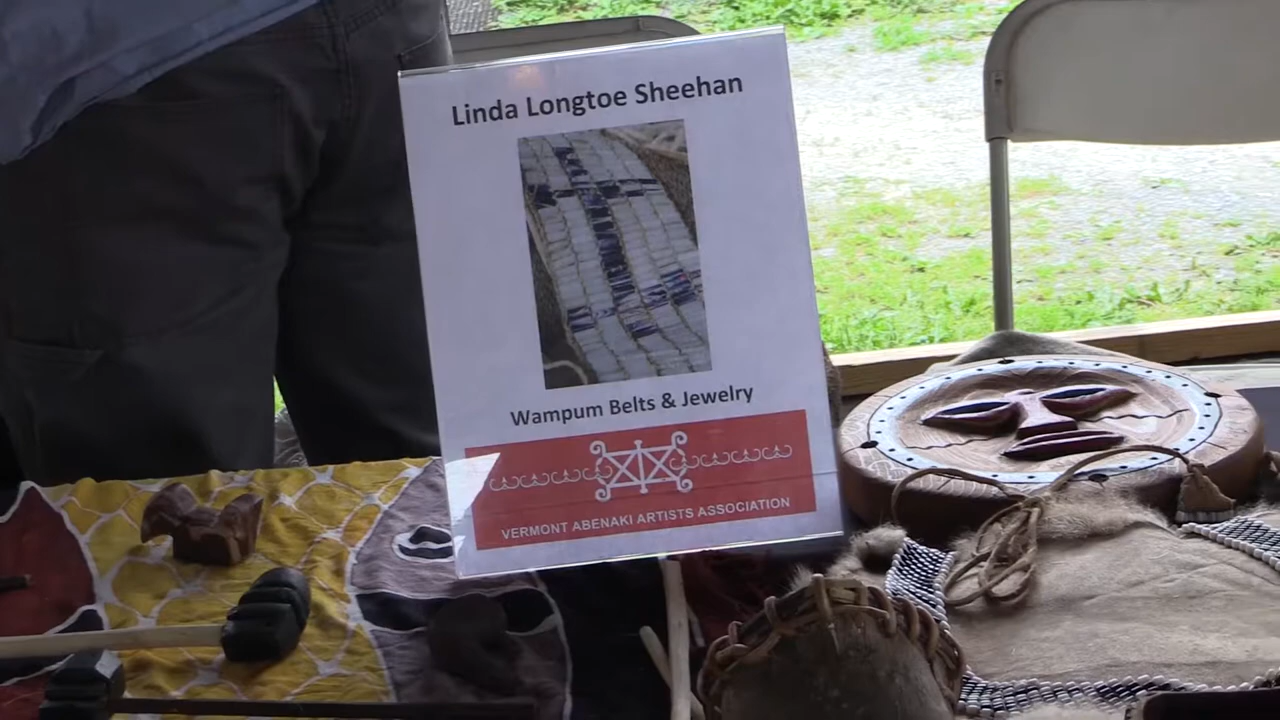 Linda Longtoe Sheehan
Wampum Belts & Jewelry
VERMONT ABENAKI ARTISTS ASSOCIATION